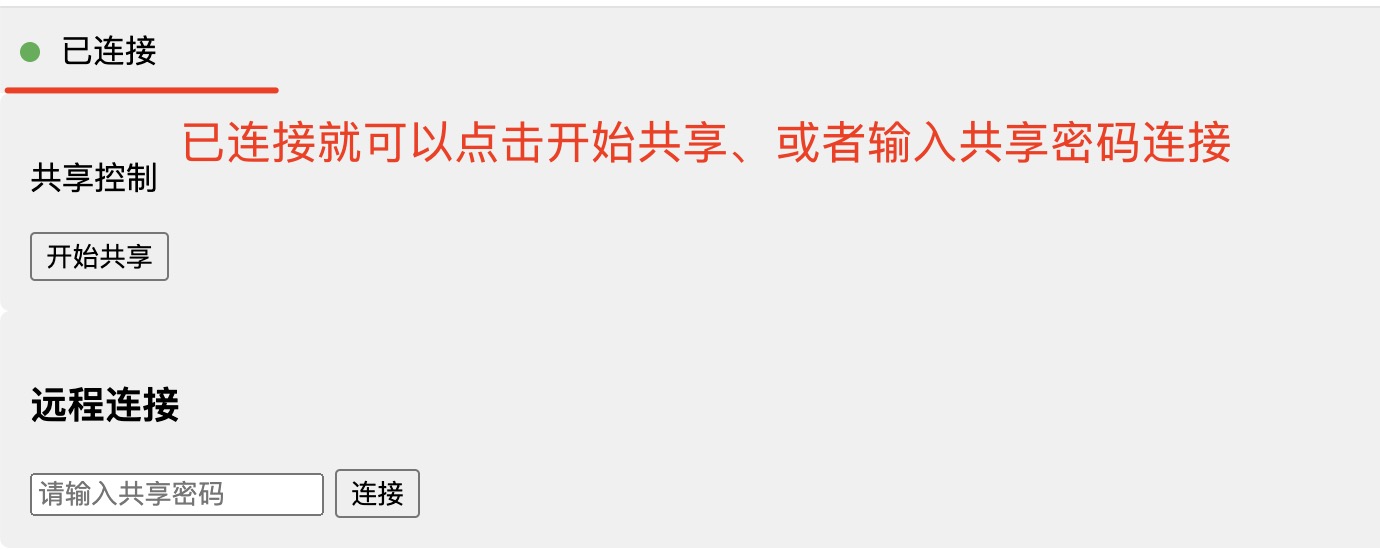 已连接
已连接就可以点击开始共享、或者输入共享密码连接
共享控制
开始共享
远程连接
请输入共享密码 连接